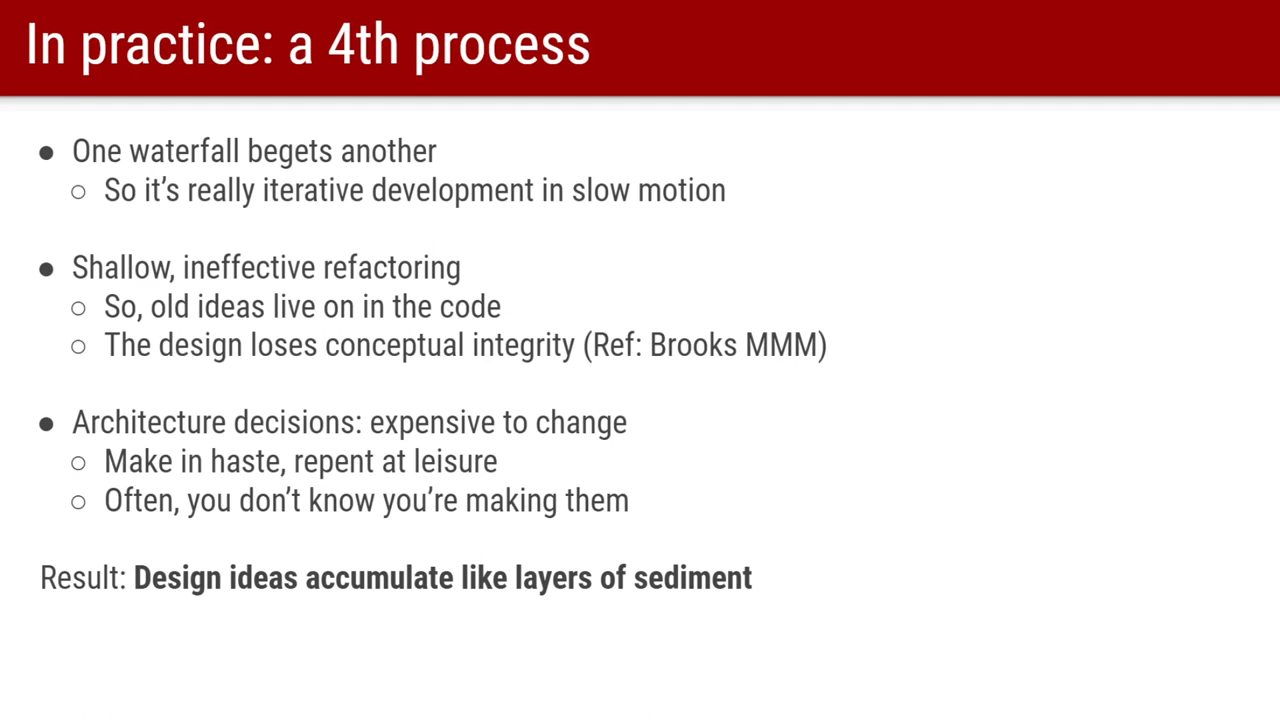 In practice: a 4th process
● One waterfall begets another
○ So it’s really iterative development in slow motion
● Shallow, ineffective refactoring
○ So, old ideas live on in the code
○ The design loses conceptual integrity (Ref: Brooks MMM)
● Architecture decisions: expensive to change
○ Make in haste, repent at leisure
○ Often, you don’t know you’re making them
Result: Design ideas accumulate like layers of sediment